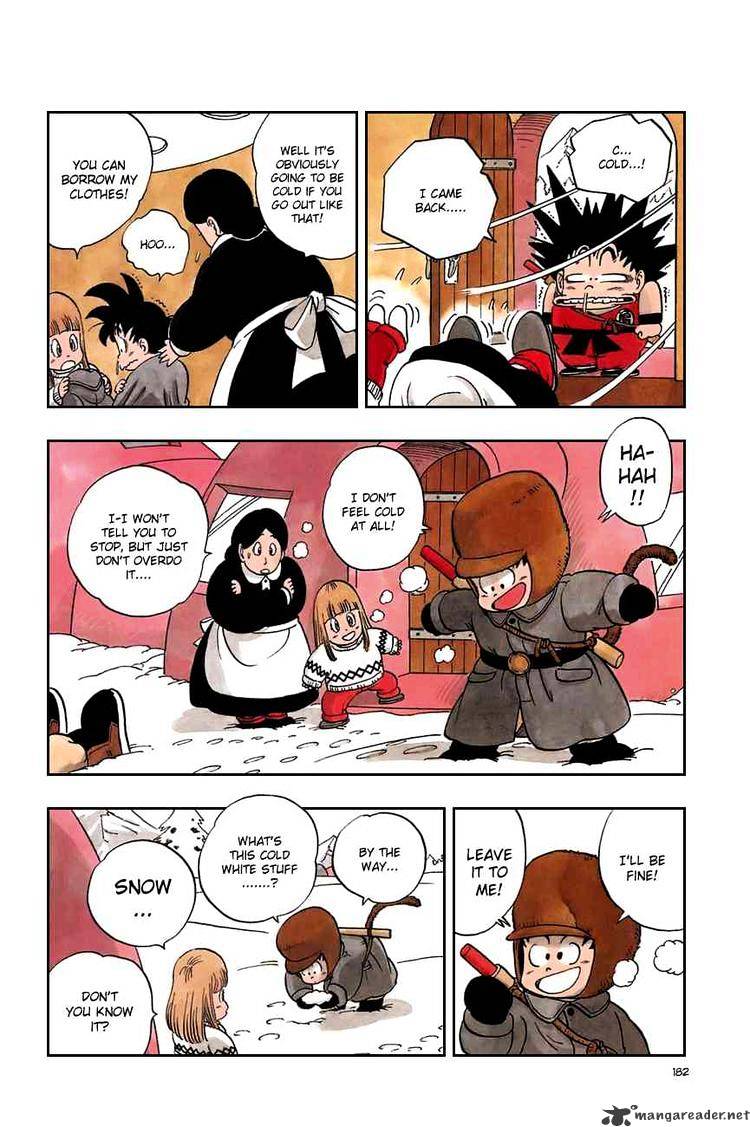 C...
COLD...!
I CAME
BACK.....
WELL IT'S
OBVIOUSLY
GOING TO BE
COLD IF YOU
GO OUT LIKE
THAT!
YOU CAN
BORROW MY
CLOTHES!
HOO...
HA-
HAH
!!
I DON'T
FEEL COLD
AT ALL!
I-I WON'T
TELL YOU TO
STOP, BUT JUST
DON'T OVERDO
IT....
I'LL BE
FINE!
LEAVE
IT TO
ME!
BY THE
WAY...
WHAT'S
THIS COLD
WHITE STUFF
.......?
SNOW
...
DON'T
YOU KNOW
IT?
182
mangareader.net